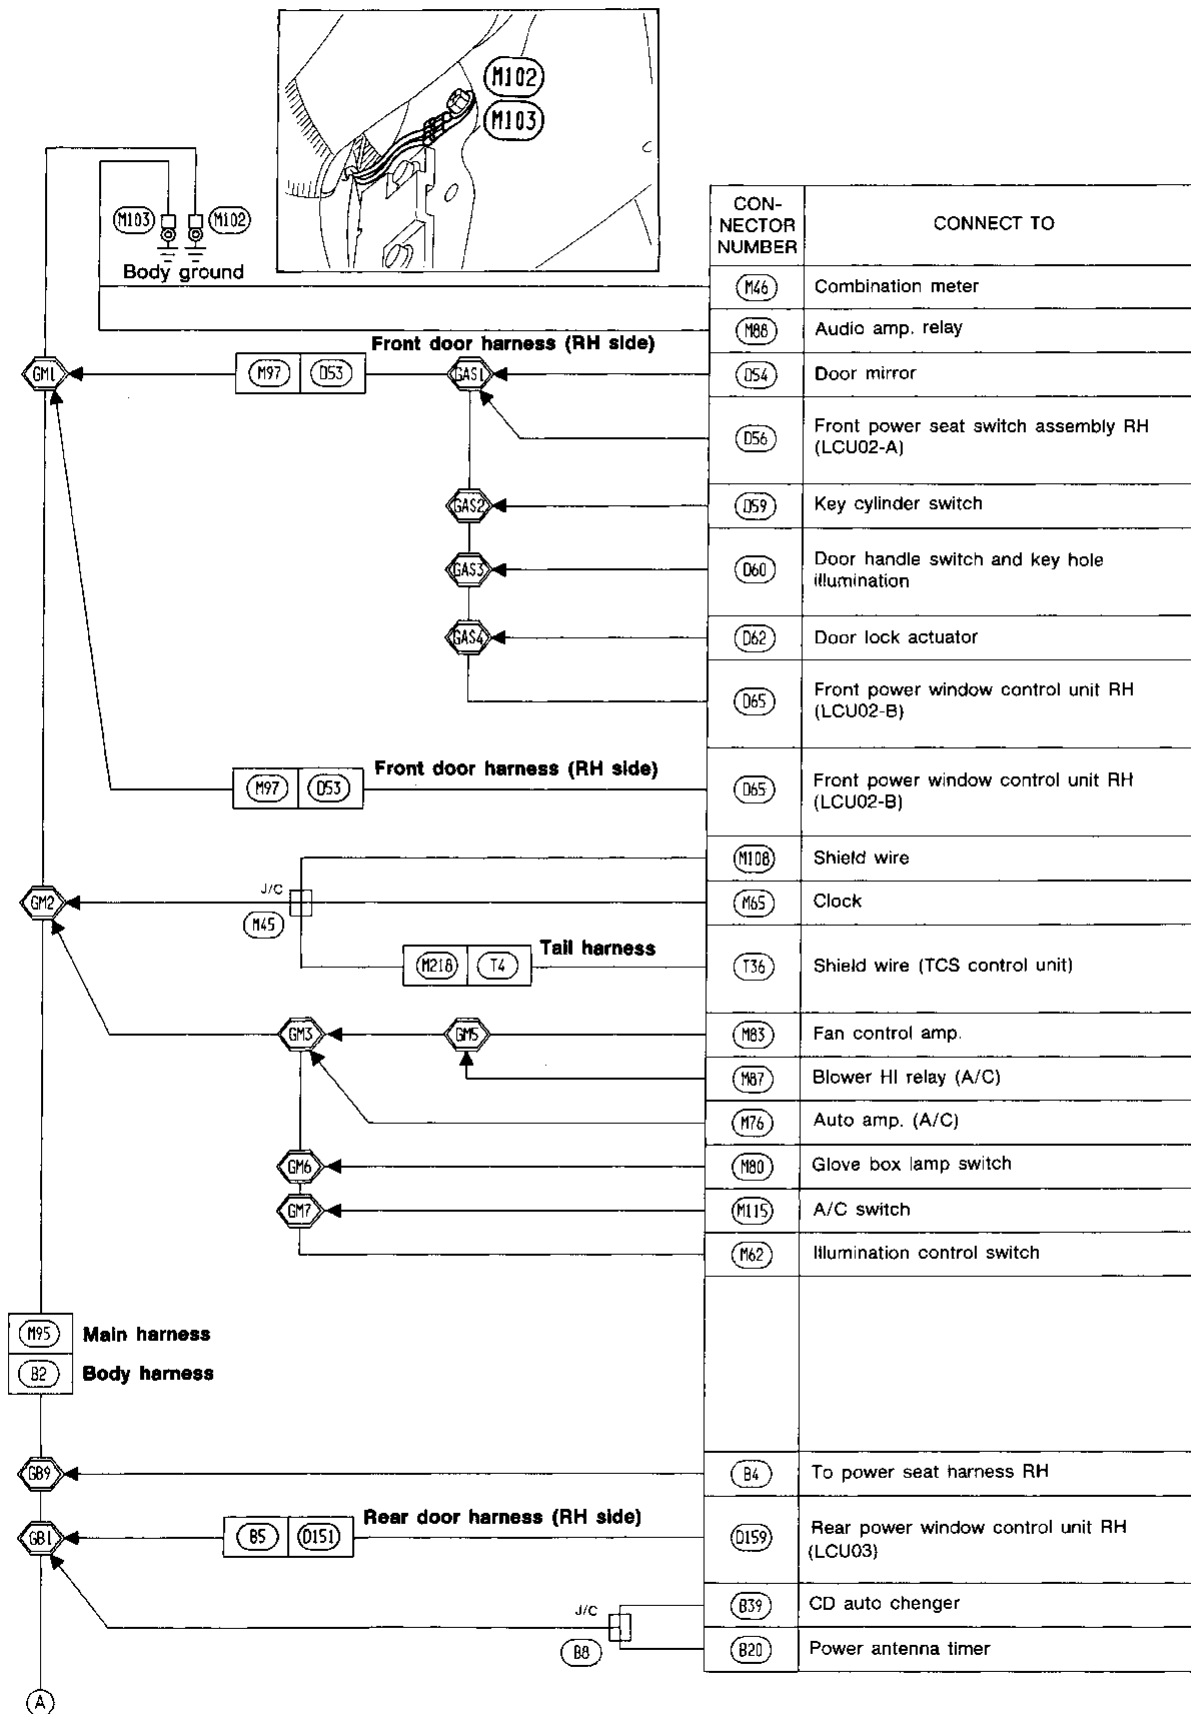 M102
M103
M103
M102
Body ground
CON-
NECTOR
NUMBER
CONNECT TO
M46
Combination meter
M88
Audio amp. relay
Front door harness (RH side)
GM1
M97
D53
GAS1
D54
Door mirror
D56
Front power seat switch assembly RH
(LCU02-A)
GAS2
D59
Key cylinder switch
GAS3
D60
Door handle switch and key hole
illumination
GAS4
D62
Door lock actuator
D65
Front power window control unit RH
(LCU02-B)
Front door harness (RH side)
M97
D53
D65
Front power window control unit RH
(LCU02-B)
M108
Shield wire
GM2
J/C
M45
M65
Clock
Tail harness
M218
T4
T36
Shield wire (TCS control unit)
GM3
GM5
M83
Fan control amp.
M87
Blower HI relay (A/C)
M76
Auto amp. (A/C)
GM6
M80
Glove box lamp switch
GM7
M115
A/C switch
M62
Illumination control switch
M95
Main harness
B2
Body harness
GB9
B4
To power seat harness RH
GB1
B5
D151
Rear door harness (RH side)
D159
Rear power window control unit RH
(LCU03)
J/C
B8
B39
CD auto chenger
B20
Power antenna timer
A